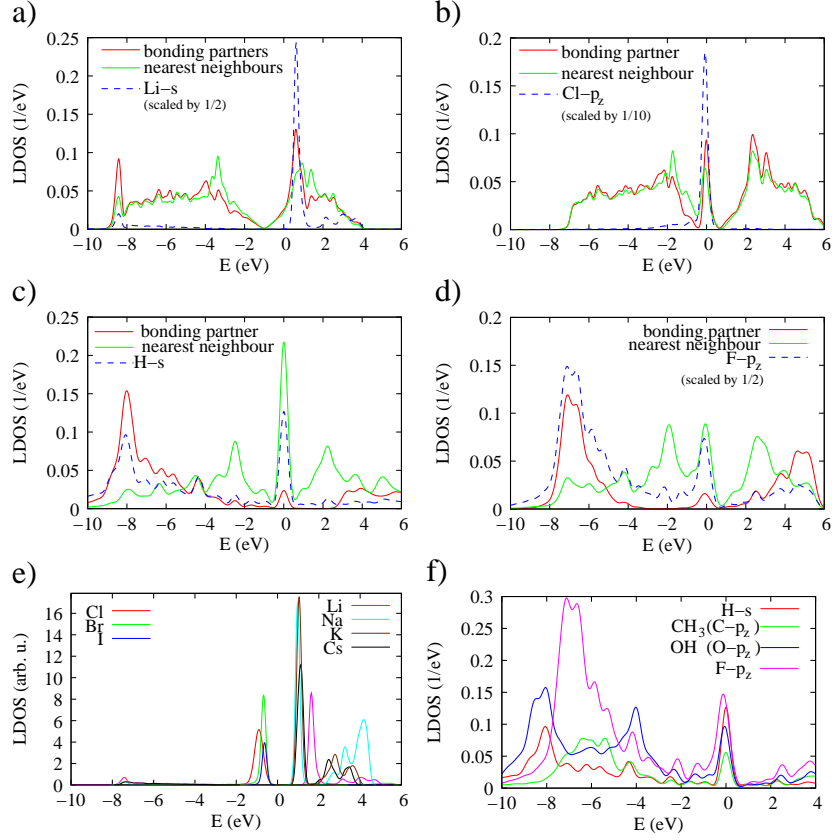 a)
0.25
0.2
0.15
0.1
0.05
0
LDOS (1/eV)
bonding partners
nearest neighbours
Li−s
(scaled by 1/2)
−10 −8 −6 −4 −2 0 2 4 6
E (eV)
b)
0.2
0.15
0.1
0.05
0
LDOS (1/eV)
bonding partner
nearest neighbour
Cl−pz
(scaled by 1/10)
−10 −8 −6 −4 −2 0 2 4 6
E (eV)
c)
0.25
0.2
0.15
0.1
0.05
0
LDOS (1/eV)
bonding partner
nearest neighbour
H−s
−10 −8 −6 −4 −2 0 2 4 6
E (eV)
d)
0.2
0.15
0.1
0.05
0
LDOS (1/eV)
bonding partner
nearest neighbour
F−pz
(scaled by 1/2)
−10 −8 −6 −4 −2 0 2 4 6
E (eV)
e)
16
14
12
10
8
6
4
2
0
LDOS (arb. u.)
Cl
Br
I
Li
Na
K
Cs
−10 −8 −6 −4 −2 0 2 4 6
E (eV)
f)
0.3
0.25
0.2
0.15
0.1
0.05
0
LDOS (1/eV)
H−s
CH3(C−pz)
OH (O−pz)
F−pz
−10 −8 −6 −4 −2 0 2 4
E (eV)